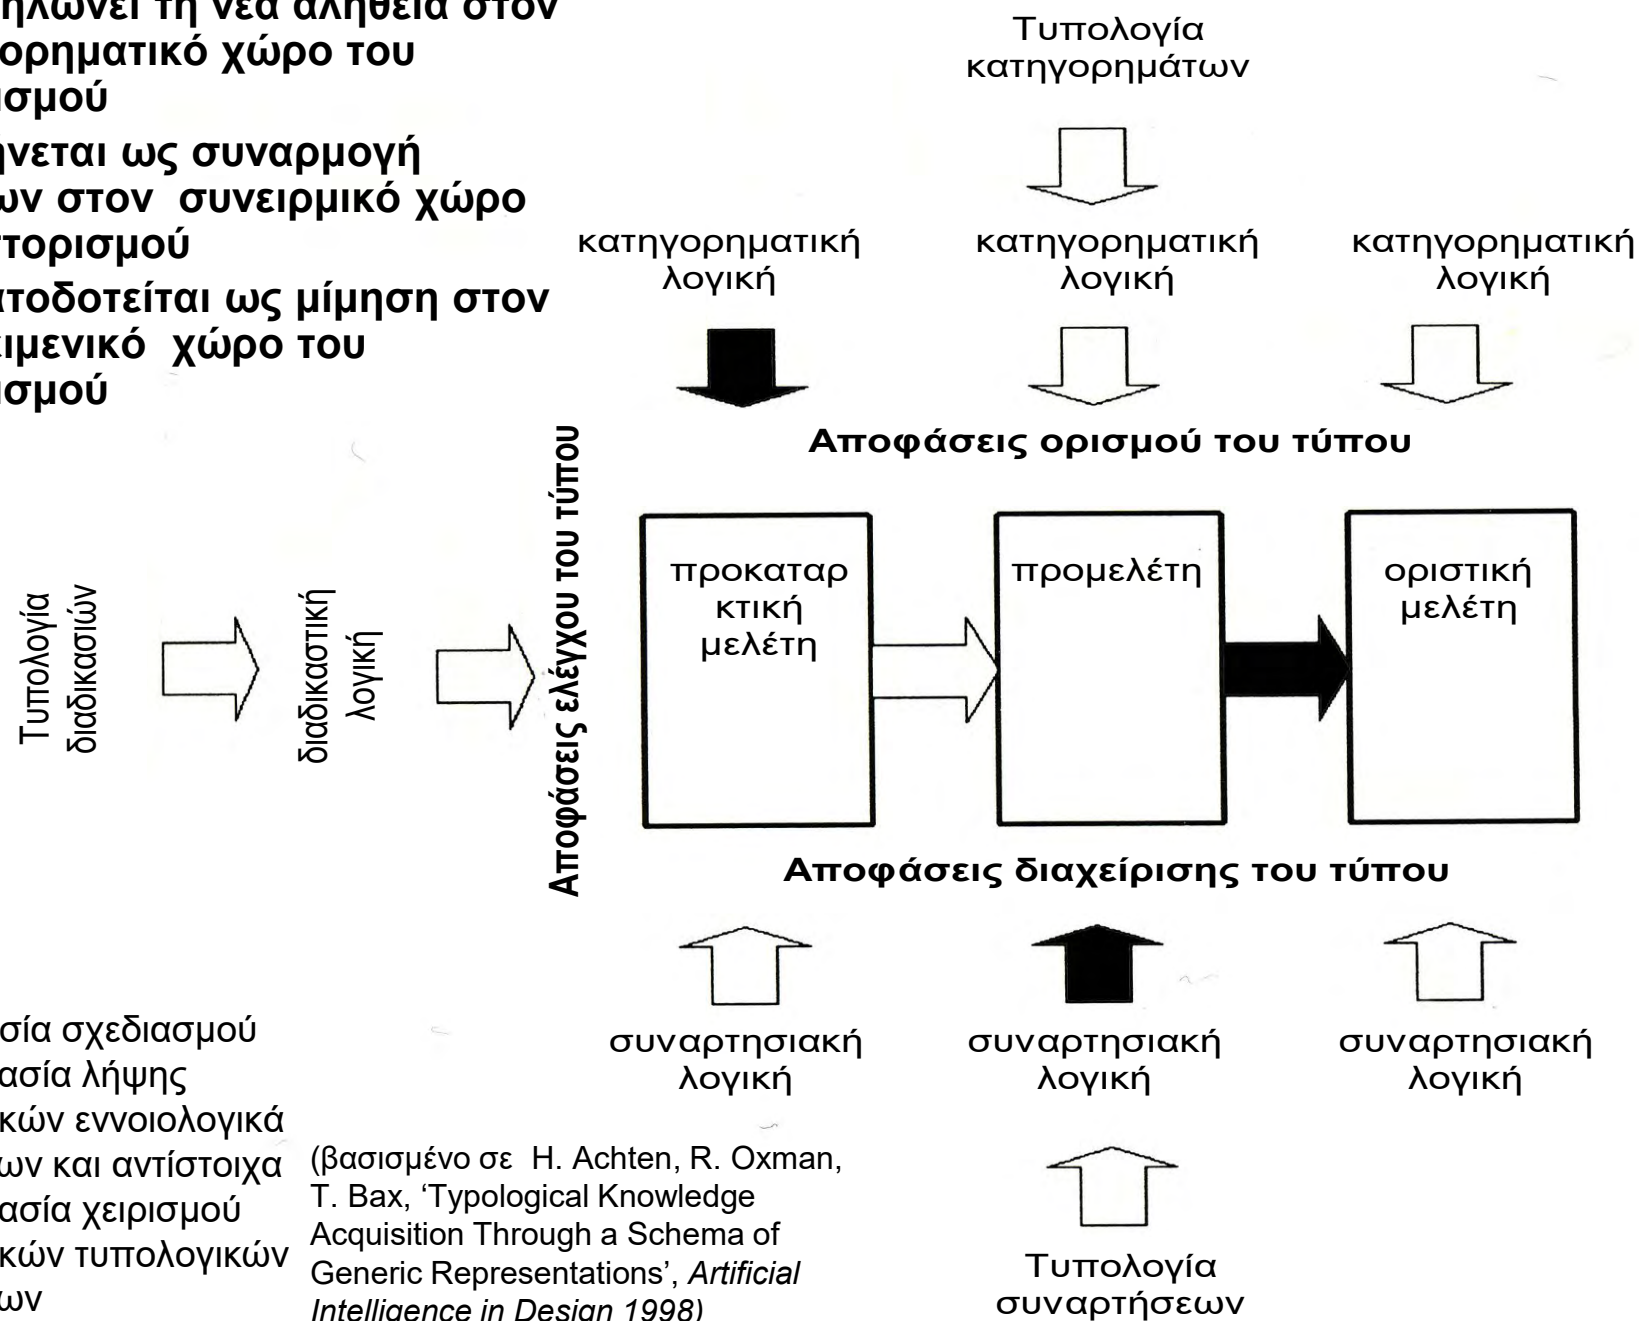 ηλώνει τη νέα αλήθεια στον
ορηματικό χώρο του
ισμού
ήνεται ως συναρμογή
ων στον συνειρμικό χώρο
τορισμού
ατοδοτείται ως μίμηση στον
ειμενικό χώρο του
ισμού
Τυπολογία
κατηγορημάτων
κατηγορηματική
λογική
κατηγορηματική
λογική
κατηγορηματική
λογική
Αποφάσεις ορισμού του τύπου
Τυπολογία
διαδικασιών
διαδικαστική
λογική
Αποφάσεις ελέγχου του τύπου
προκαταρ
κτική
μελέτη
προμελέτη
οριστική
μελέτη
Αποφάσεις διαχείρισης του τύπου
συναρτησιακή
λογική
συναρτησιακή
λογική
συναρτησιακή
λογική
Τυπολογία
συναρτήσεων
σία σχεδιασμού
ασία λήψης
κών εννοιολογικά
ων και αντίστοιχα
ασία χειρισμού
κών τυπολογικών
ων
(βασισμένο σε H. Achten, R. Oxman,
T. Bax, ‘Typological Knowledge
Acquisition Through a Schema of
Generic Representations’, Artificial
Intelligence in Design 1998)